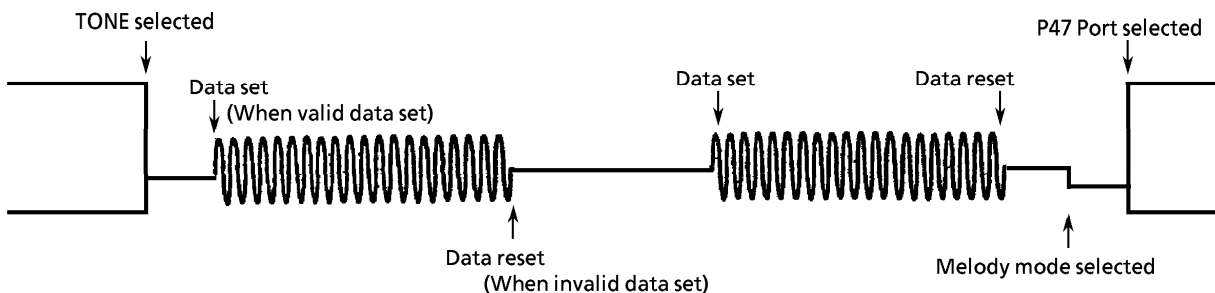 TONE selected
P47 Port selected
Data set
(When valid data set)
Data set
Data reset
Data reset
(When invalid data set)
Melody mode selected